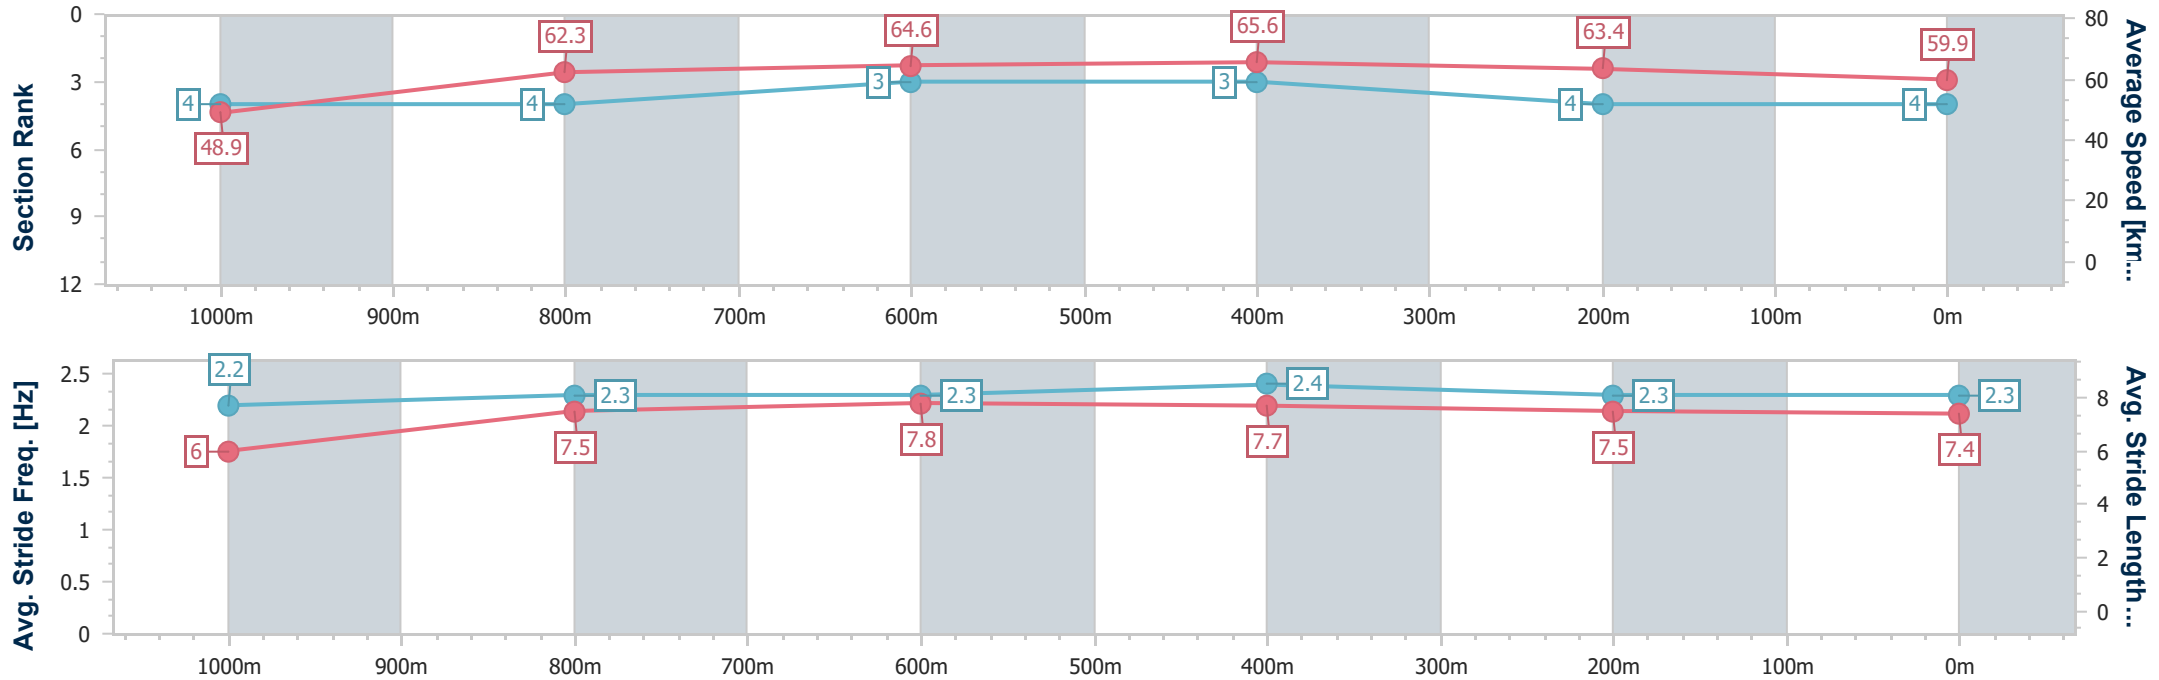 Section Rank
0
3
6
9
12
4
4
3
3
4
4
48.9
62.3
64.6
65.6
63.4
59.9
80
60
40
20
0
Average Speed [km...
1000m
900m
800m
700m
600m
500m
400m
300m
200m
100m
0m
Avg. Stride Freq. [Hz]
2.5
2
1.5
1
0.5
0
2.2
2.3
2.3
2.4
2.3
2.3
6
7.5
7.8
7.7
7.5
7.4
8
6
4
2
0
Avg. Stride Length...
1000m
900m
800m
700m
600m
500m
400m
300m
200m
100m
0m